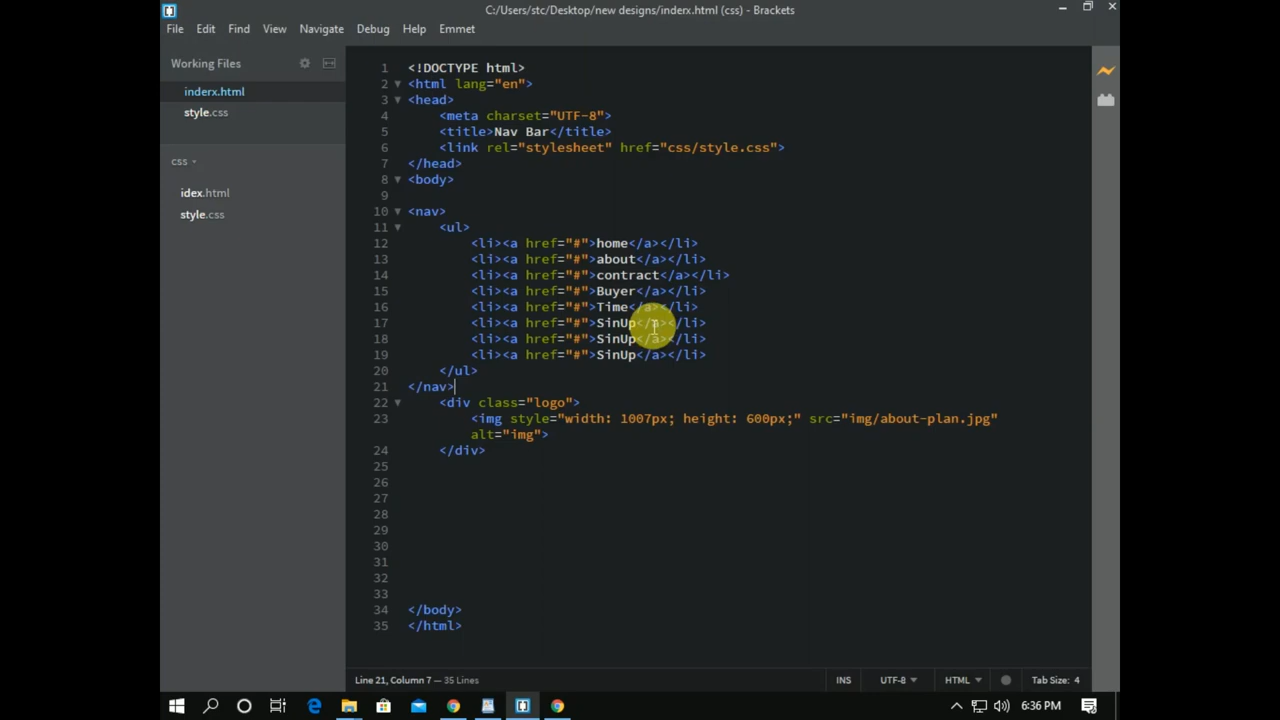 C:/Users/stc/Desktop/new designs/inderx.html (css) - Brackets
File Edit Find View Navigate Debug Help Emmet
Working Files
inderx.html
style.css
css
idex.html
style.css
1 <!DOCTYPE html>
2 <html lang="en">
3 <head>
4 <meta charset="UTF-8">
5 <title>Nav Bar</title>
6 <link rel="stylesheet" href="css/style.css">
7 </head>
8 <body>
9
10 <nav>
11 <ul>
12 <li><a href="#">home</a></li>
13 <li><a href="#">about</a></li>
14 <li><a href="#">contract</a></li>
15 <li><a href="#">Buyer</a></li>
16 <li><a href="#">Time</a></li>
17 <li><a href="#">SinUp</a></li>
18 <li><a href="#">SinUp</a></li>
19 <li><a href="#">SinUp</a></li>
20 </ul>
21 </nav>
22 <div class="logo">
23 <img style="width: 1007px; height: 600px;" src="img/about-plan.jpg"
alt="img">
24 </div>
25
26
27
28
29
30
31
32
33
34 </body>
35 </html>
Line 21, Column 7 — 35 Lines
INS UTF-8 HTML Tab Size: 4
6:36 PM